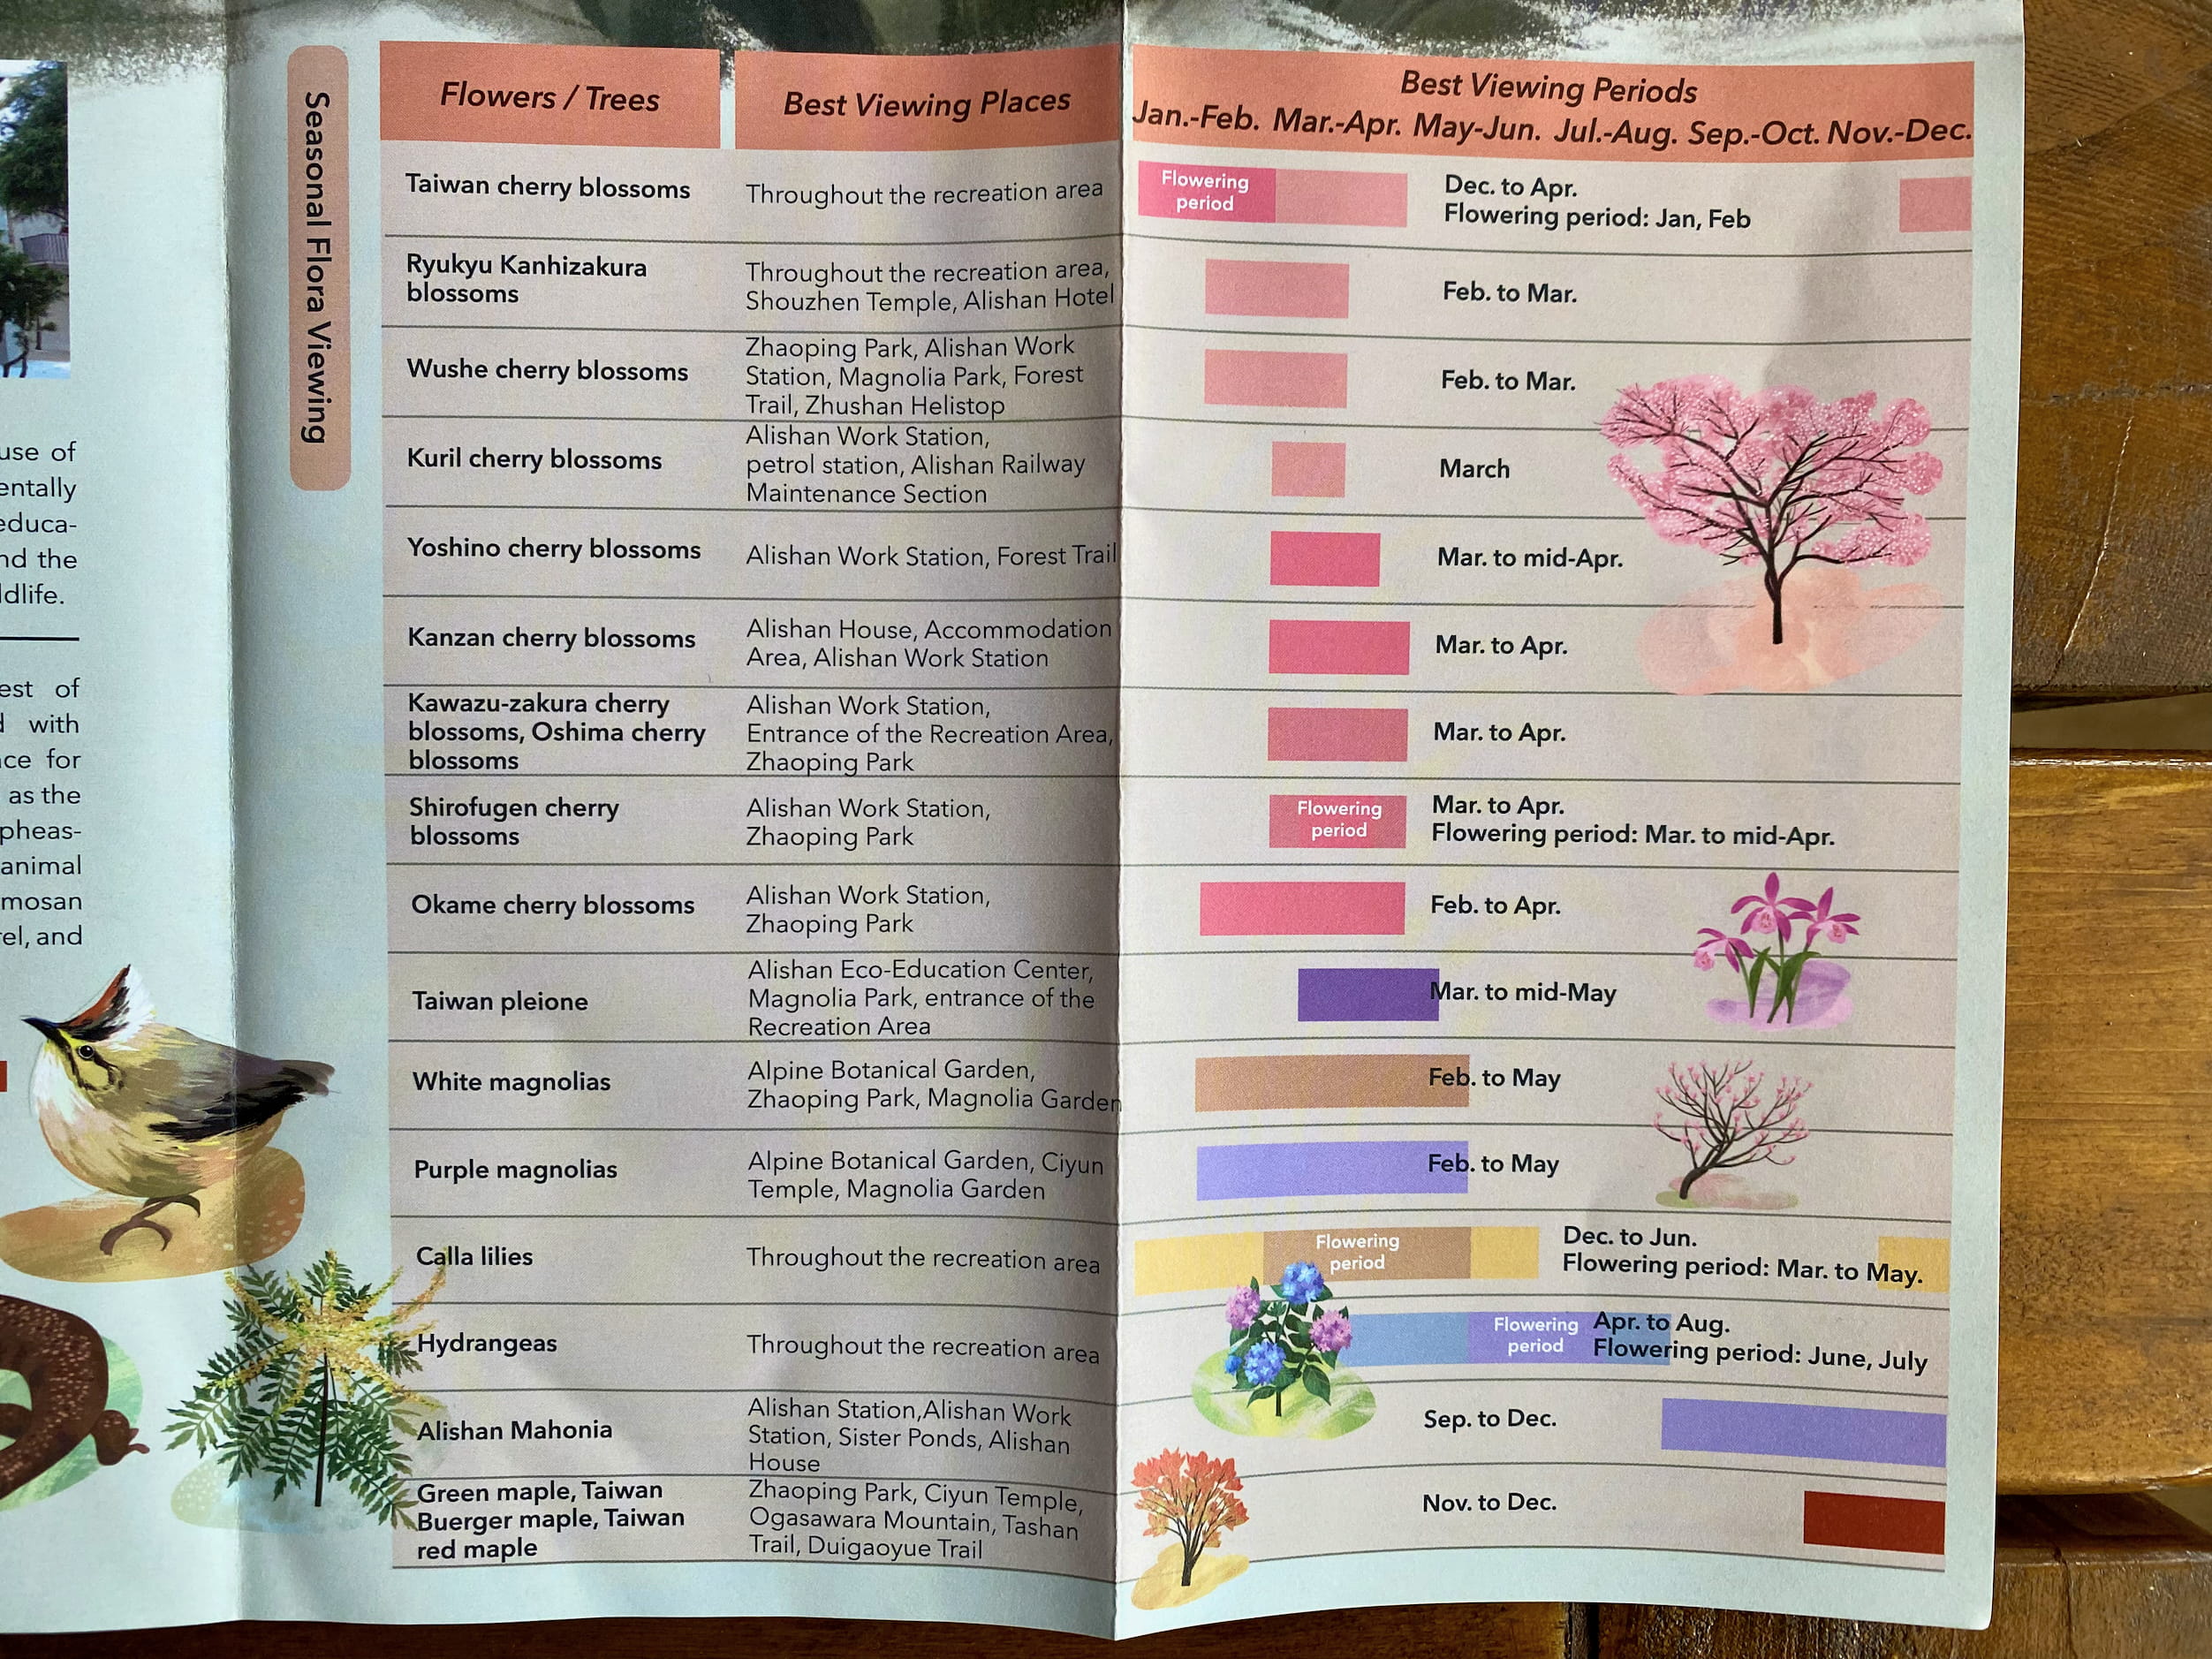 use of
entally
educa-
nd the
ldlife.
est of
with
ce for
as the
pheas-
animal
mosan
rel, and
Seasonal Flora Viewing
Flowers / Trees
Best Viewing Places
Best Viewing Periods
Jan.-Feb. Mar.-Apr. May-Jun. Jul.-Aug. Sep.-Oct. Nov.-Dec.
Taiwan cherry blossoms
Throughout the recreation area
Flowering
period
Dec. to Apr.
Flowering period: Jan, Feb
Ryukyu Kanhizakura
blossoms
Throughout the recreation area,
Shouzhen Temple, Alishan Hotel
Feb. to Mar.
Wushe cherry blossoms
Zhaoping Park, Alishan Work
Station, Magnolia Park, Forest
Trail, Zhushan Helistop
Feb. to Mar.
Kuril cherry blossoms
Alishan Work Station,
petrol station, Alishan Railway
Maintenance Section
March
Yoshino cherry blossoms
Alishan Work Station, Forest Trail
Mar. to mid-Apr.
Kanzan cherry blossoms
Alishan House, Accommodation
Area, Alishan Work Station
Mar. to Apr.
Kawazu-zakura cherry
blossoms, Oshima cherry
blossoms
Alishan Work Station,
Entrance of the Recreation Area,
Zhaoping Park
Mar. to Apr.
Shirofugen cherry
blossoms
Alishan Work Station,
Zhaoping Park
Flowering
period
Mar. to Apr.
Flowering period: Mar. to mid-Apr.
Okame cherry blossoms
Alishan Work Station,
Zhaoping Park
Feb. to Apr.
Taiwan pleione
Alishan Eco-Education Center,
Magnolia Park, entrance of the
Recreation Area
Mar. to mid-May
White magnolias
Alpine Botanical Garden,
Zhaoping Park, Magnolia Garden
Feb. to May
Purple magnolias
Alpine Botanical Garden, Ciyun
Temple, Magnolia Garden
Feb. to May
Calla lilies
Throughout the recreation area
Flowering
period
Dec. to Jun.
Flowering period: Mar. to May.
Hydrangeas
Throughout the recreation area
Flowering
period
Apr. to Aug.
Flowering period: June, July
Alishan Mahonia
Alishan Station,Alishan Work
Station, Sister Ponds, Alishan
House
Sep. to Dec.
Green maple, Taiwan
Buerger maple, Taiwan
red maple
Zhaoping Park, Ciyun Temple,
Ogasawara Mountain, Tashan
Trail, Duigaoyue Trail
Nov. to Dec.